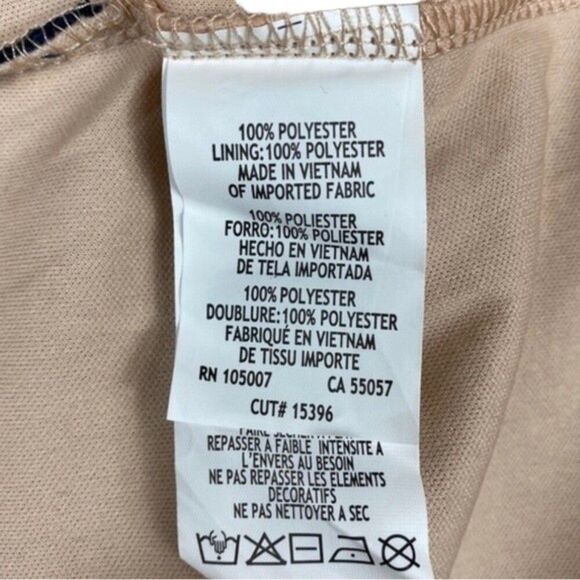 100% POLYESTER
LINING:100% POLYESTER
MADE IN VIETNAM
OF IMPORTED FABRIC
100% POLIESTER
FORRO:100% POLIESTER
HECHO EN VIETNAM
DE TELA IMPORTADA
100% POLYESTER
DOUBLURE:100% POLYESTER
FABRIQUÉ EN VIETNAM
DE TISSU IMPORTE
RN 105007 CA 55057
CUT# 15396
REPASSER À FAIBLE INTENSITE A
L'ENVERS AU BESOIN
NE PAS REPASSER LES ELEMENTS
DECORATIFS
NE PAS NETTOYER A SEC